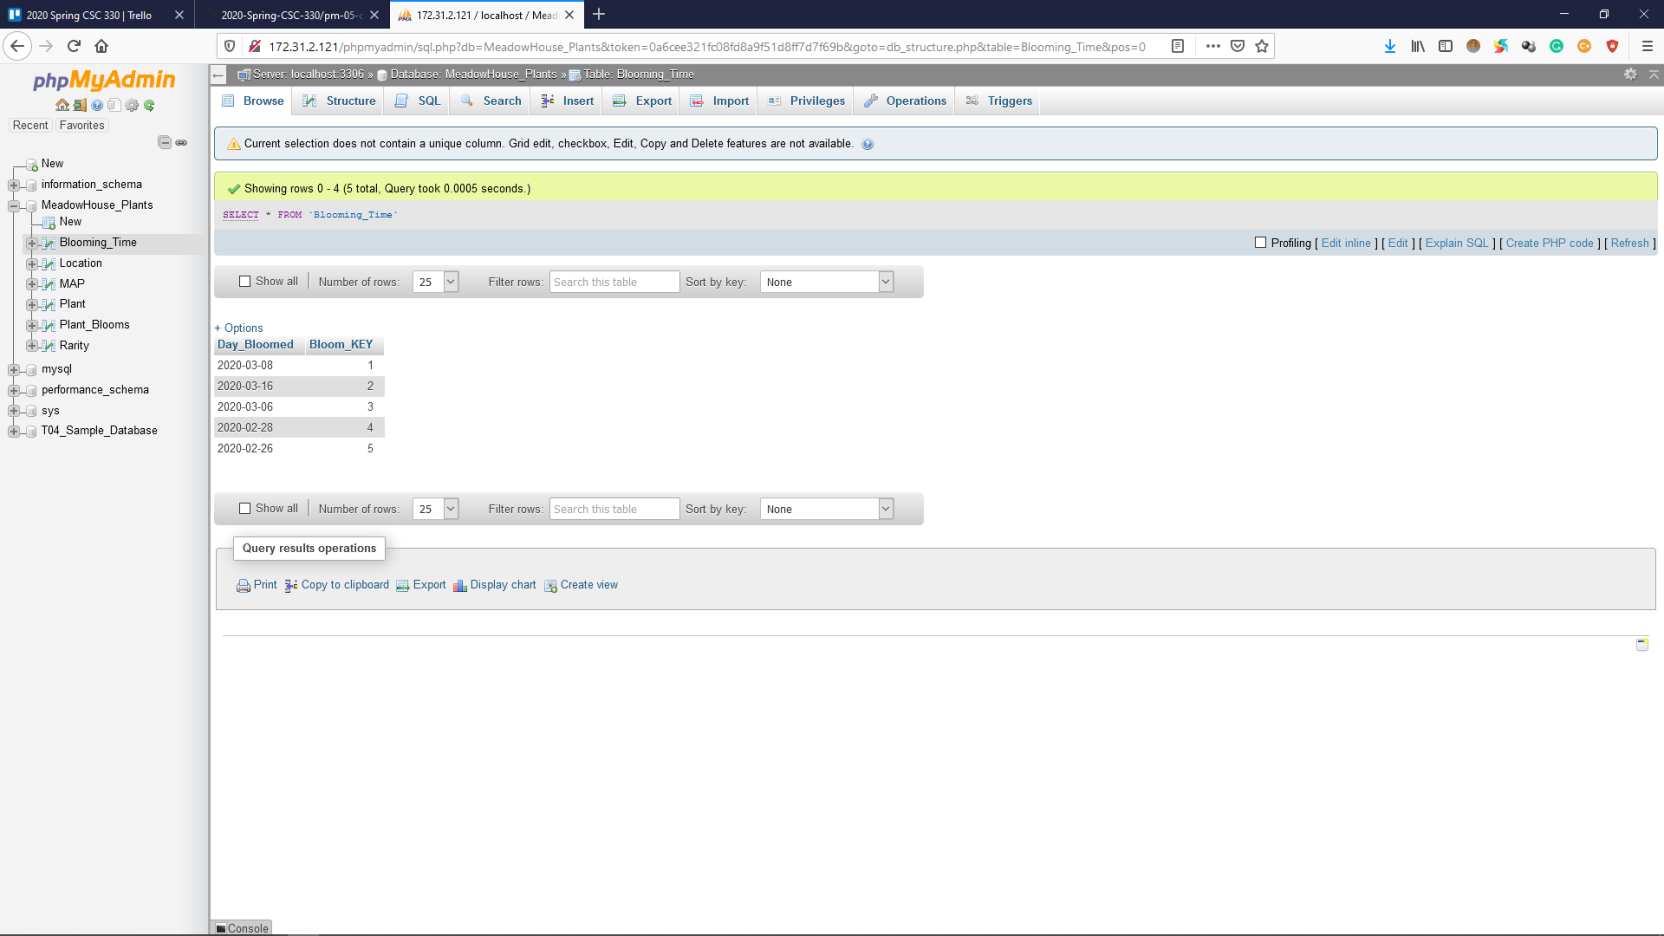 2020 Spring CSC 330 | Trello
2020-Spring-CSC-330/pm-05-c
172.31.2.121 / localhost / Mead
172.31.2.121/phpmyadmin/sql.php?db=MeadowHouse_Plants&token=0a6cee321fc08fd8a9f51d8ff7d7f69b&goto=db_structure.php&table=Blooming_Time&pos=0
phpMyAdmin
Recent Favorites
New
information_schema
MeadowHouse_Plants
New
Blooming_Time
Location
MAP
Plant
Plant_Blooms
Rarity
mysql
performance_schema
sys
T04_Sample_Database
Server: localhost:3306 » Database: MeadowHouse_Plants » Table: Blooming_Time
Browse Structure SQL Search Insert Export Import Privileges Operations Triggers
Current selection does not contain a unique column. Grid edit, checkbox, Edit, Copy and Delete features are not available.
Showing rows 0 - 4 (5 total, Query took 0.0005 seconds.)
SELECT * FROM `Blooming_Time`
Profiling [ Edit inline ] [ Edit ] [ Explain SQL ] [ Create PHP code ] [ Refresh ]
Show all Number of rows: 25 Filter rows: Search this table Sort by key: None
+ Options
Day_Bloomed Bloom_KEY
2020-03-08 1
2020-03-16 2
2020-03-06 3
2020-02-28 4
2020-02-26 5
Show all Number of rows: 25 Filter rows: Search this table Sort by key: None
Query results operations
Print Copy to clipboard Export Display chart Create view
Console